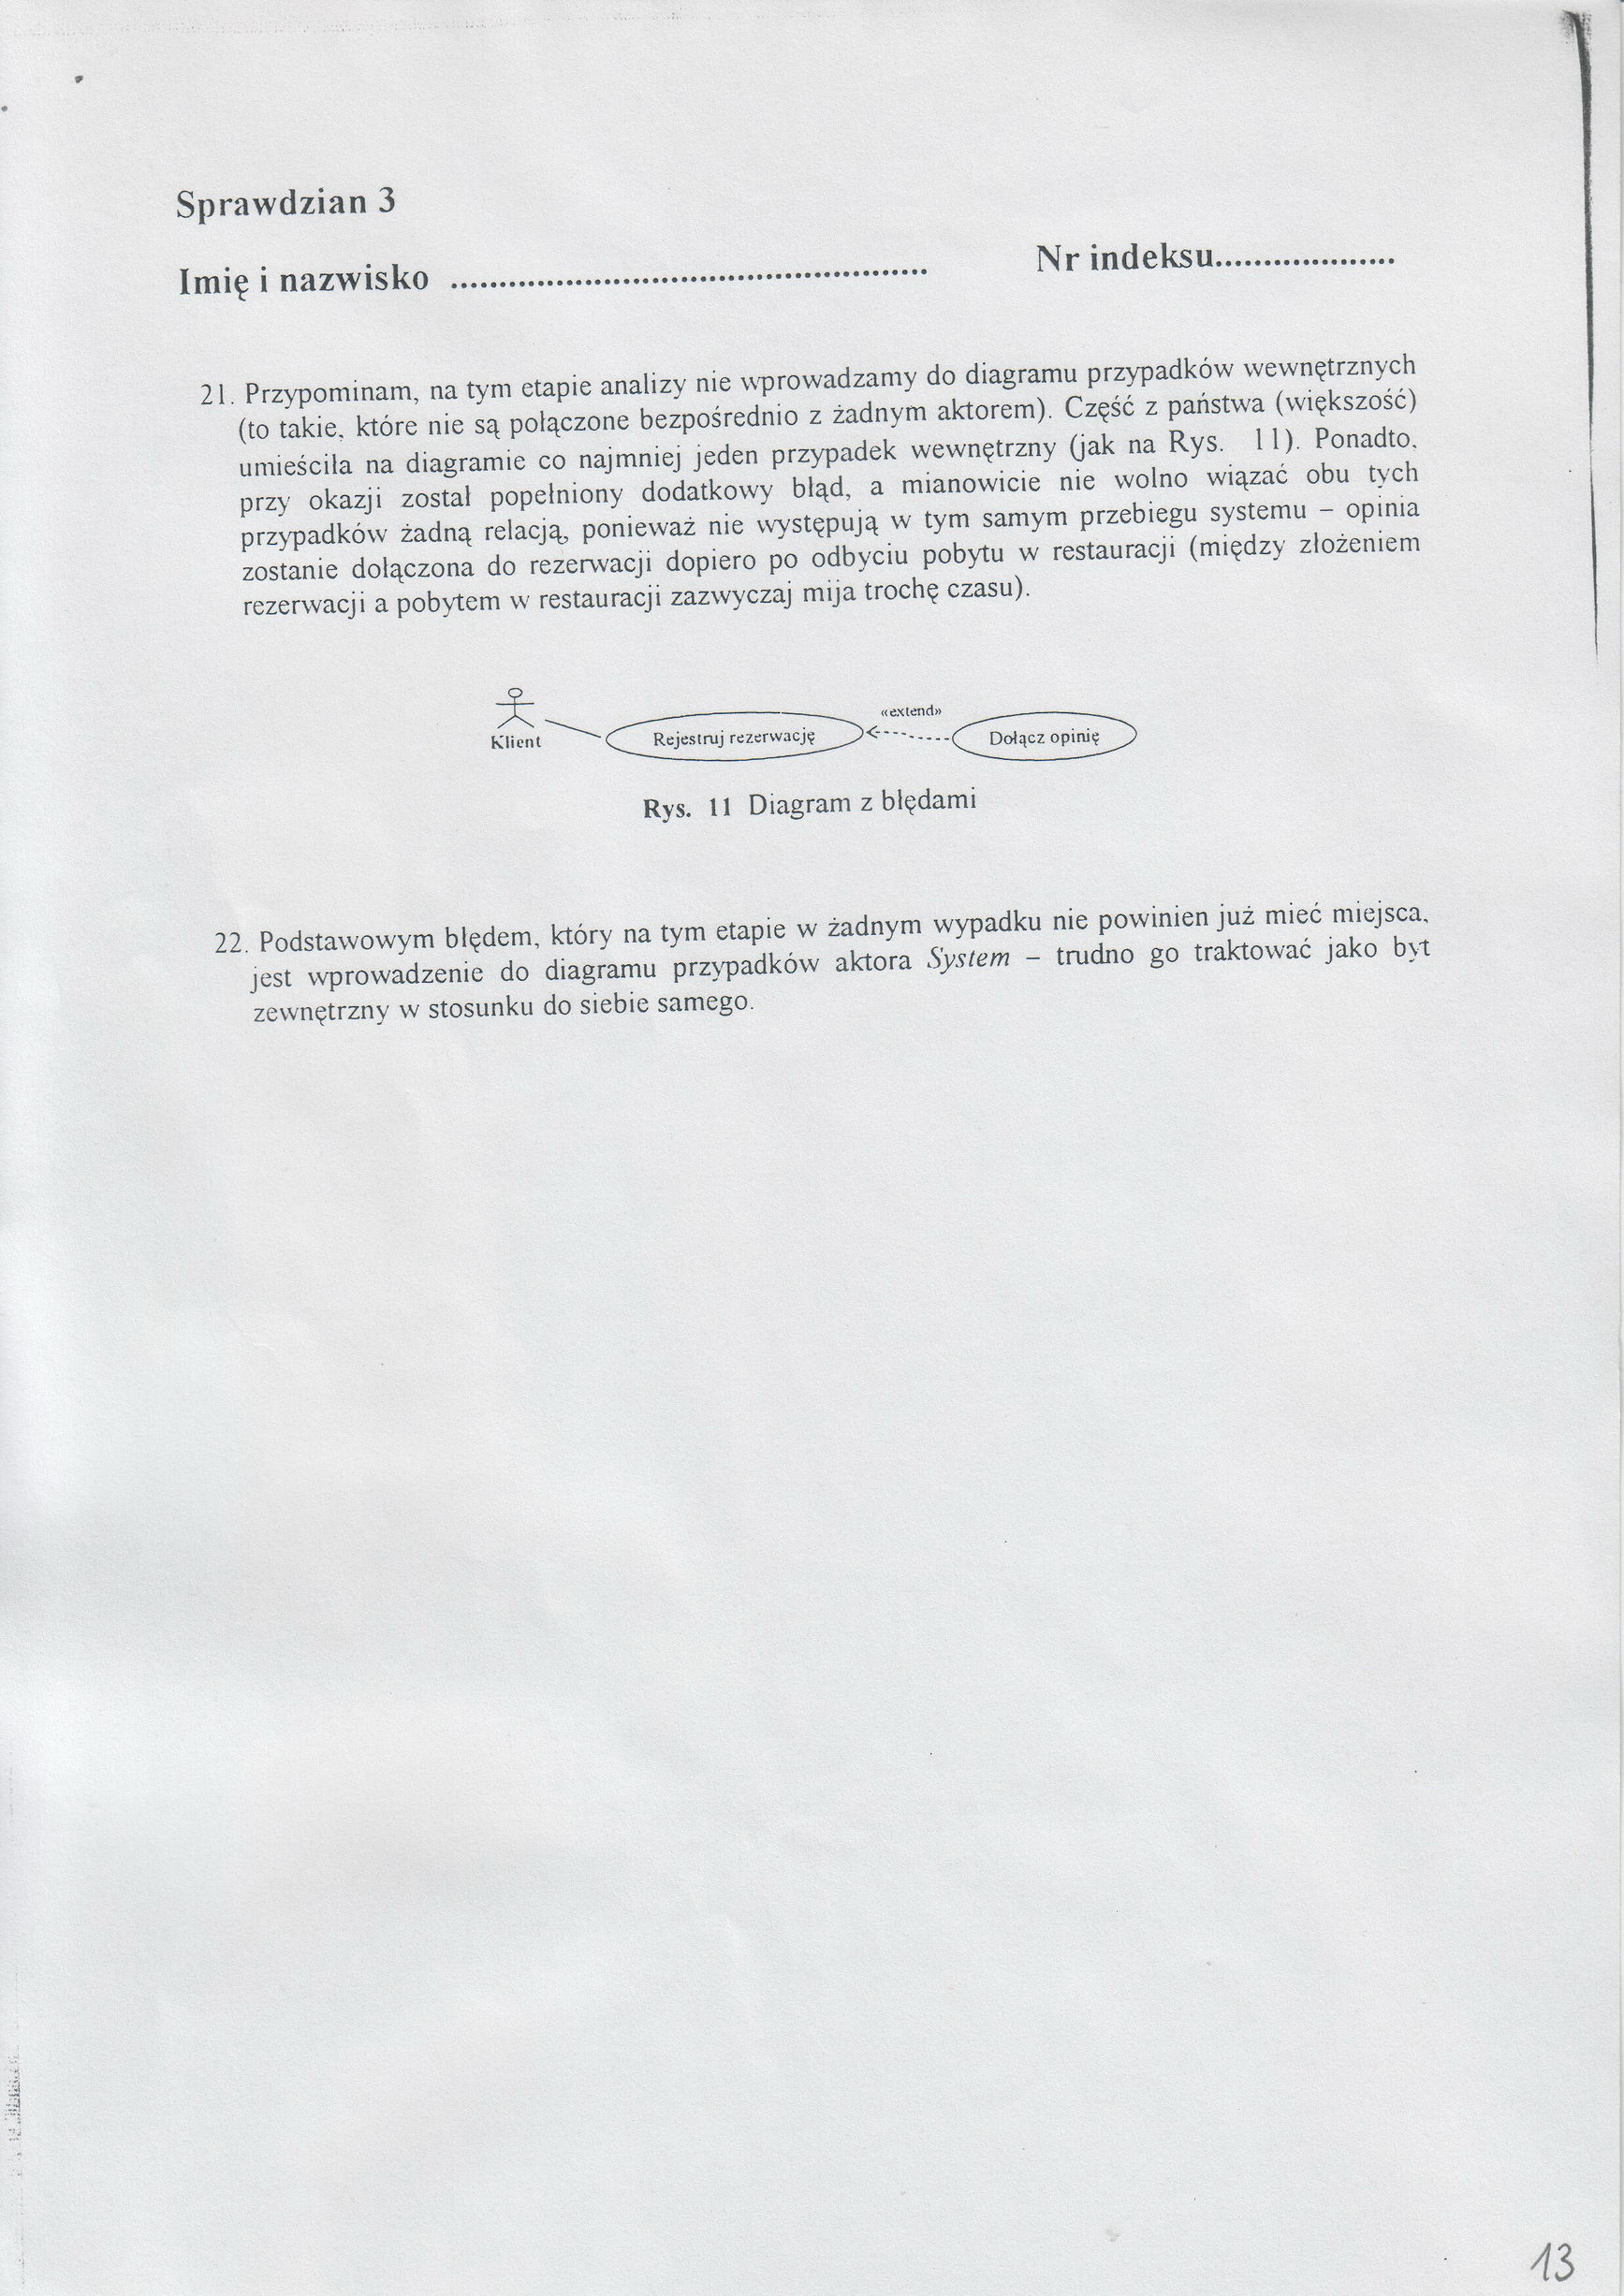 Sprawdzian 3
Imię i nazwisko ................................................... Nr indeksu...................
21. Przypominam, na tym etapie analizy nie wprowadzamy do diagramu przypadków wewnętrznych
(to takie, które nie są połączone bezpośrednio z żadnym aktorem). Część z państwa (większość)
umieściła na diagramie co najmniej jeden przypadek wewnętrzny (jak na Rys. 11). Ponadto,
przy okazji został popełniony dodatkowy błąd, a mianowicie nie wolno wiązać obu tych
przypadków żadną relacją, ponieważ nie występują w tym samym przebiegu systemu – opinia
zostanie dołączona do rezerwacji dopiero po odbyciu pobytu w restauracji (między złożeniem
rezerwacji a pobytem w restauracji zazwyczaj mija trochę czasu).
«extend»
Klient Rejestruj rezerwację Dołącz opinię
Rys. 11 Diagram z błędami
22. Podstawowym błędem, który na tym etapie w żadnym wypadku nie powinien już mieć miejsca,
jest wprowadzenie do diagramu przypadków aktora System – trudno go traktować jako byt
zewnętrzny w stosunku do siebie samego.
13